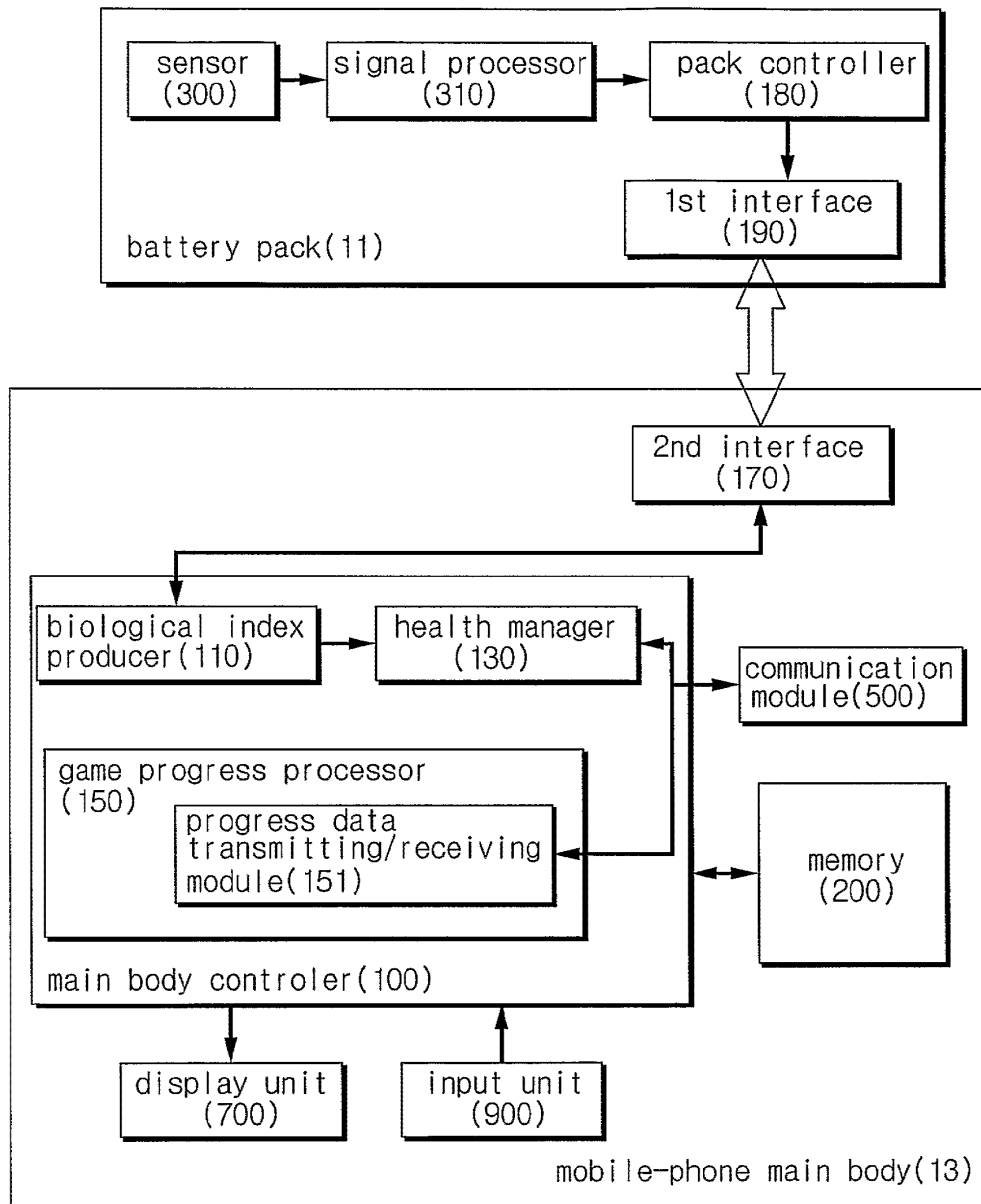 sensor
(300)
signal processor
(310)
pack controller
(180)
1st interface
(190)
battery pack(11)
2nd interface
(170)
biological index
producer(110)
health manager
(130)
communication
module(500)
game progress processor
(150)
progress data
transmitting/receiving
module(151)
memory
(200)
main body controler(100)
display unit
(700)
input unit
(900)
mobile-phone main body(13)